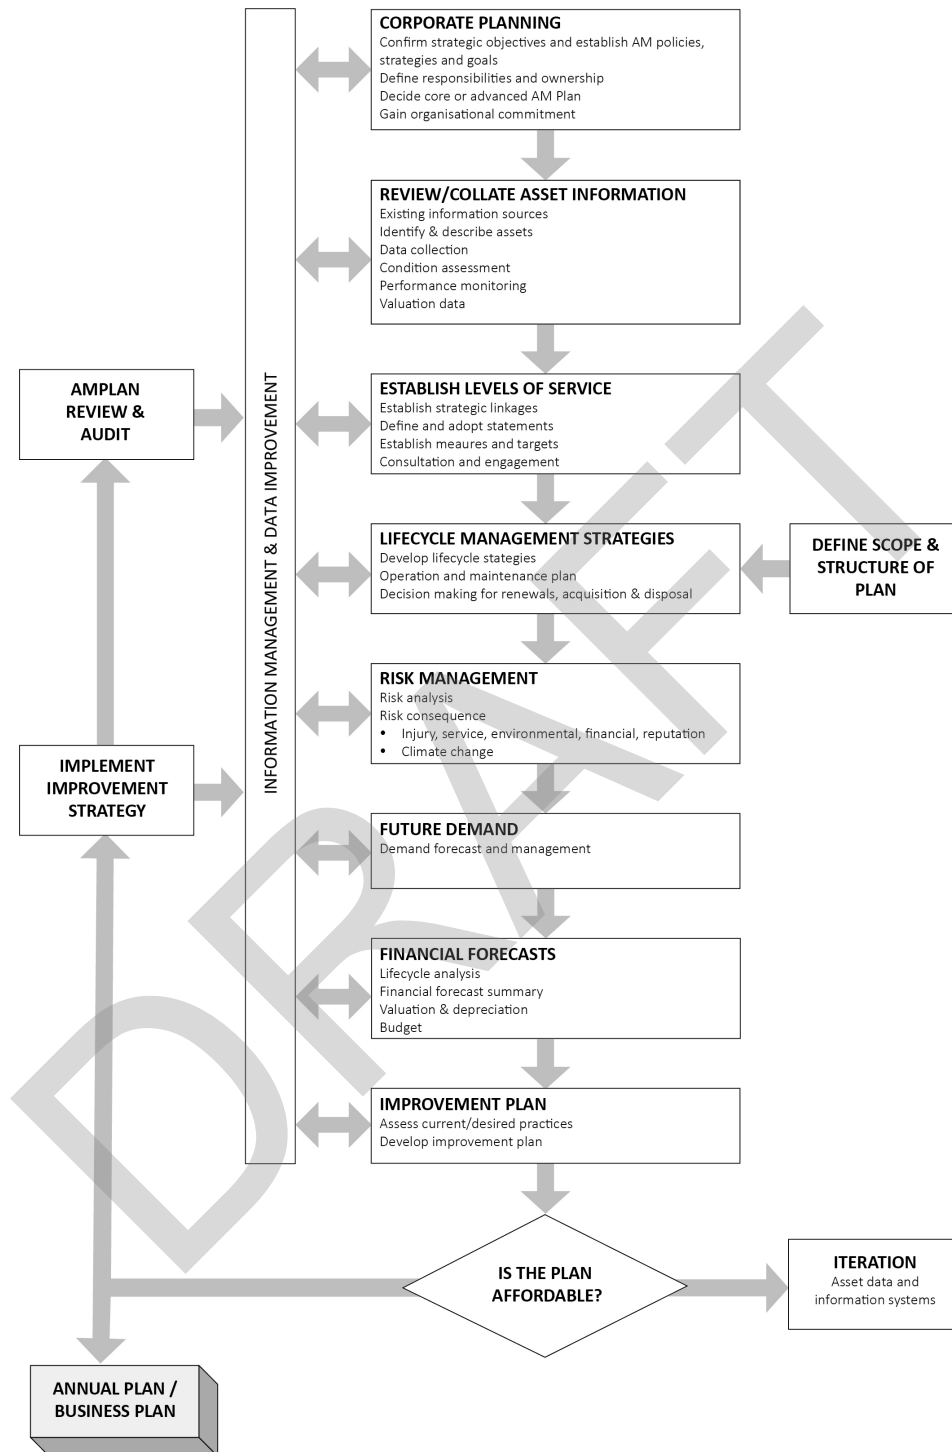 CORPORATE PLANNING
Confirm strategic objectives and establish AM policies,
strategies and goals
Define responsibilities and ownership
Decide core or advanced AM Plan
Gain organisational commitment
REVIEW/COLLATE ASSET INFORMATION
Existing information sources
Identify & describe assets
Data collection
Condition assessment
Performance monitoring
Valuation data
AMPLAN
REVIEW &
AUDIT
INFORMATION MANAGEMENT & DATA IMPROVEMENT
ESTABLISH LEVELS OF SERVICE
Establish strategic linkages
Define and adopt statements
Establish meaures and targets
Consultation and engagement
LIFECYCLE MANAGEMENT STRATEGIES
Develop lifecycle stategies
Operation and maintenance plan
Decision making for renewals, acquisition & disposal
DEFINE SCOPE &
STRUCTURE OF
PLAN
RISK MANAGEMENT
Risk analysis
Risk consequence
• Injury, service, environmental, financial, reputation
• Climate change
IMPLEMENT
IMPROVEMENT
STRATEGY
FUTURE DEMAND
Demand forecast and management
FINANCIAL FORECASTS
Lifecycle analysis
Financial forecast summary
Valuation & depreciation
Budget
IMPROVEMENT PLAN
Assess current/desired practices
Develop improvement plan
IS THE PLAN
AFFORDABLE?
ITERATION
Asset data and
information systems
ANNUAL PLAN /
BUSINESS PLAN
DRAFT